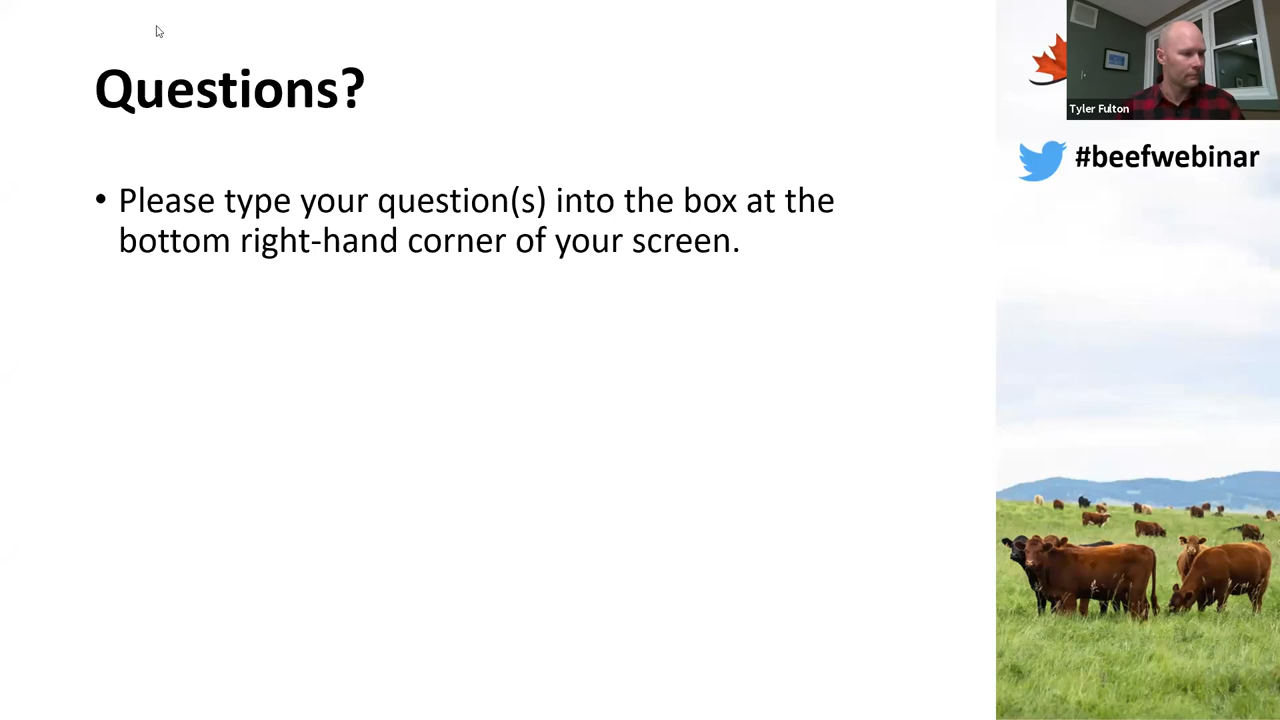 Questions?
• Please type your question(s) into the box at the
bottom right-hand corner of your screen.
Tyler Fulton
#beefwebinar